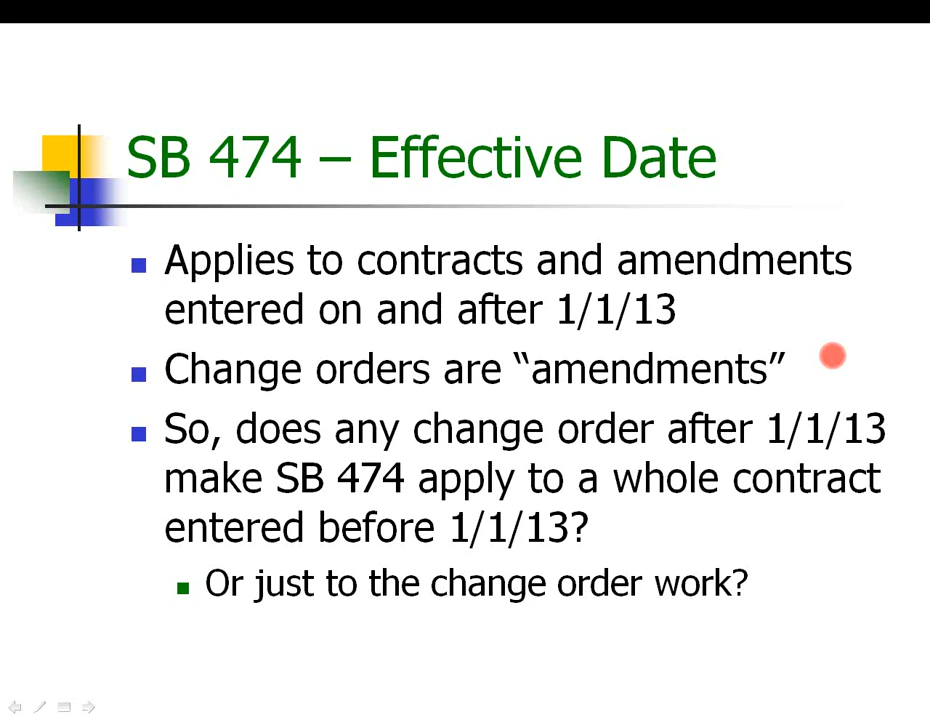 SB 474 – Effective Date
Applies to contracts and amendments
entered on and after 1/1/13
Change orders are “amendments”
So, does any change order after 1/1/13
make SB 474 apply to a whole contract
entered before 1/1/13?
Or just to the change order work?